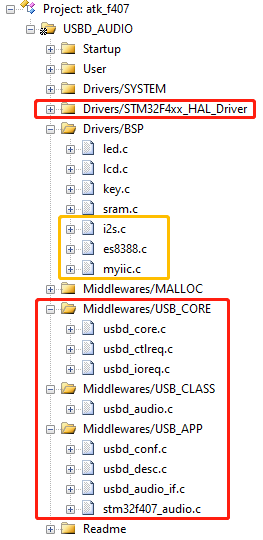 Project: atk_f407
USBD_AUDIO
Startup
User
Drivers/SYSTEM
Drivers/STM32F4xx_HAL_Driver
Drivers/BSP
led.c
lcd.c
key.c
sram.c
i2s.c
es8388.c
myiic.c
Middlewares/MALLOC
Middlewares/USB_CORE
usbd_core.c
usbd_ctlreq.c
usbd_ioreq.c
Middlewares/USB_CLASS
usbd_audio.c
Middlewares/USB_APP
usbd_conf.c
usbd_desc.c
usbd_audio_if.c
stm32f407_audio.c
Readme